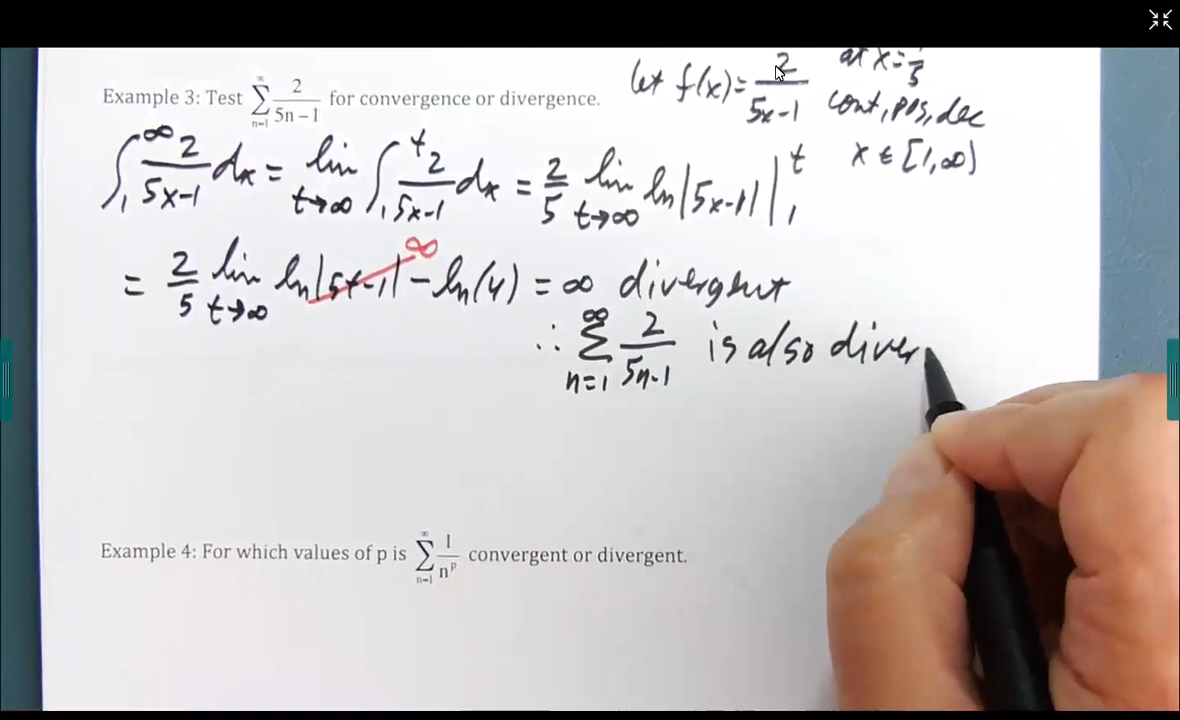 at x=1/5
let f(x)=2/(5x-1) cont, pos, dec
x ∈ [1,∞)
Example 3: Test ∑_{n=1}^{∞} 2/(5n−1) for convergence or divergence.
∫_1^∞ 2/(5x-1) dx = lim_{t→∞} ∫_1^t 2/(5x-1) dx = 2/5 lim_{t→∞} ln|5x-1| |_1^t
= 2/5 lim_{t→∞} ln|5t-1| ∞ - ln(4) = ∞ divergent
∴ ∑_{n=1}^{∞} 2/(5n-1) is also diver
Example 4: For which values of p is ∑_{n=1}^{∞} 1/n^p convergent or divergent.